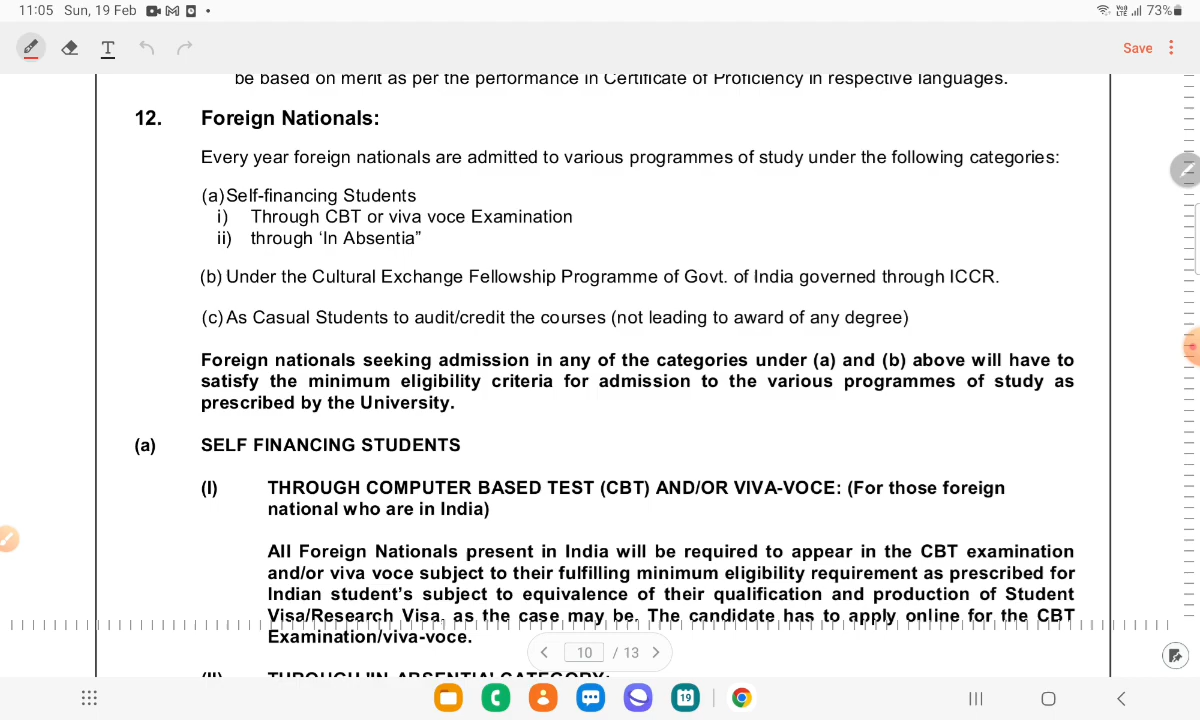 11:05 Sun, 19 Feb
73%
T
Save
be based on merit as per the performance in Certificate of Proficiency in respective languages.
12. Foreign Nationals:
Every year foreign nationals are admitted to various programmes of study under the following categories:
(a)Self-financing Students
i) Through CBT or viva voce Examination
ii) through ‘In Absentia”
(b) Under the Cultural Exchange Fellowship Programme of Govt. of India governed through ICCR.
(c) As Casual Students to audit/credit the courses (not leading to award of any degree)
Foreign nationals seeking admission in any of the categories under (a) and (b) above will have to
satisfy the minimum eligibility criteria for admission to the various programmes of study as
prescribed by the University.
(a) SELF FINANCING STUDENTS
(I) THROUGH COMPUTER BASED TEST (CBT) AND/OR VIVA-VOCE: (For those foreign
national who are in India)
All Foreign Nationals present in India will be required to appear in the CBT examination
and/or viva voce subject to their fulfilling minimum eligibility requirement as prescribed for
Indian student’s subject to equivalence of their qualification and production of Student
Visa/Research Visa, as the case may be. The candidate has to apply online for the CBT
Examination/viva-voce.
10 / 13
(II) THROUGH 'IN ABSENTIA' CATEGORY:
19